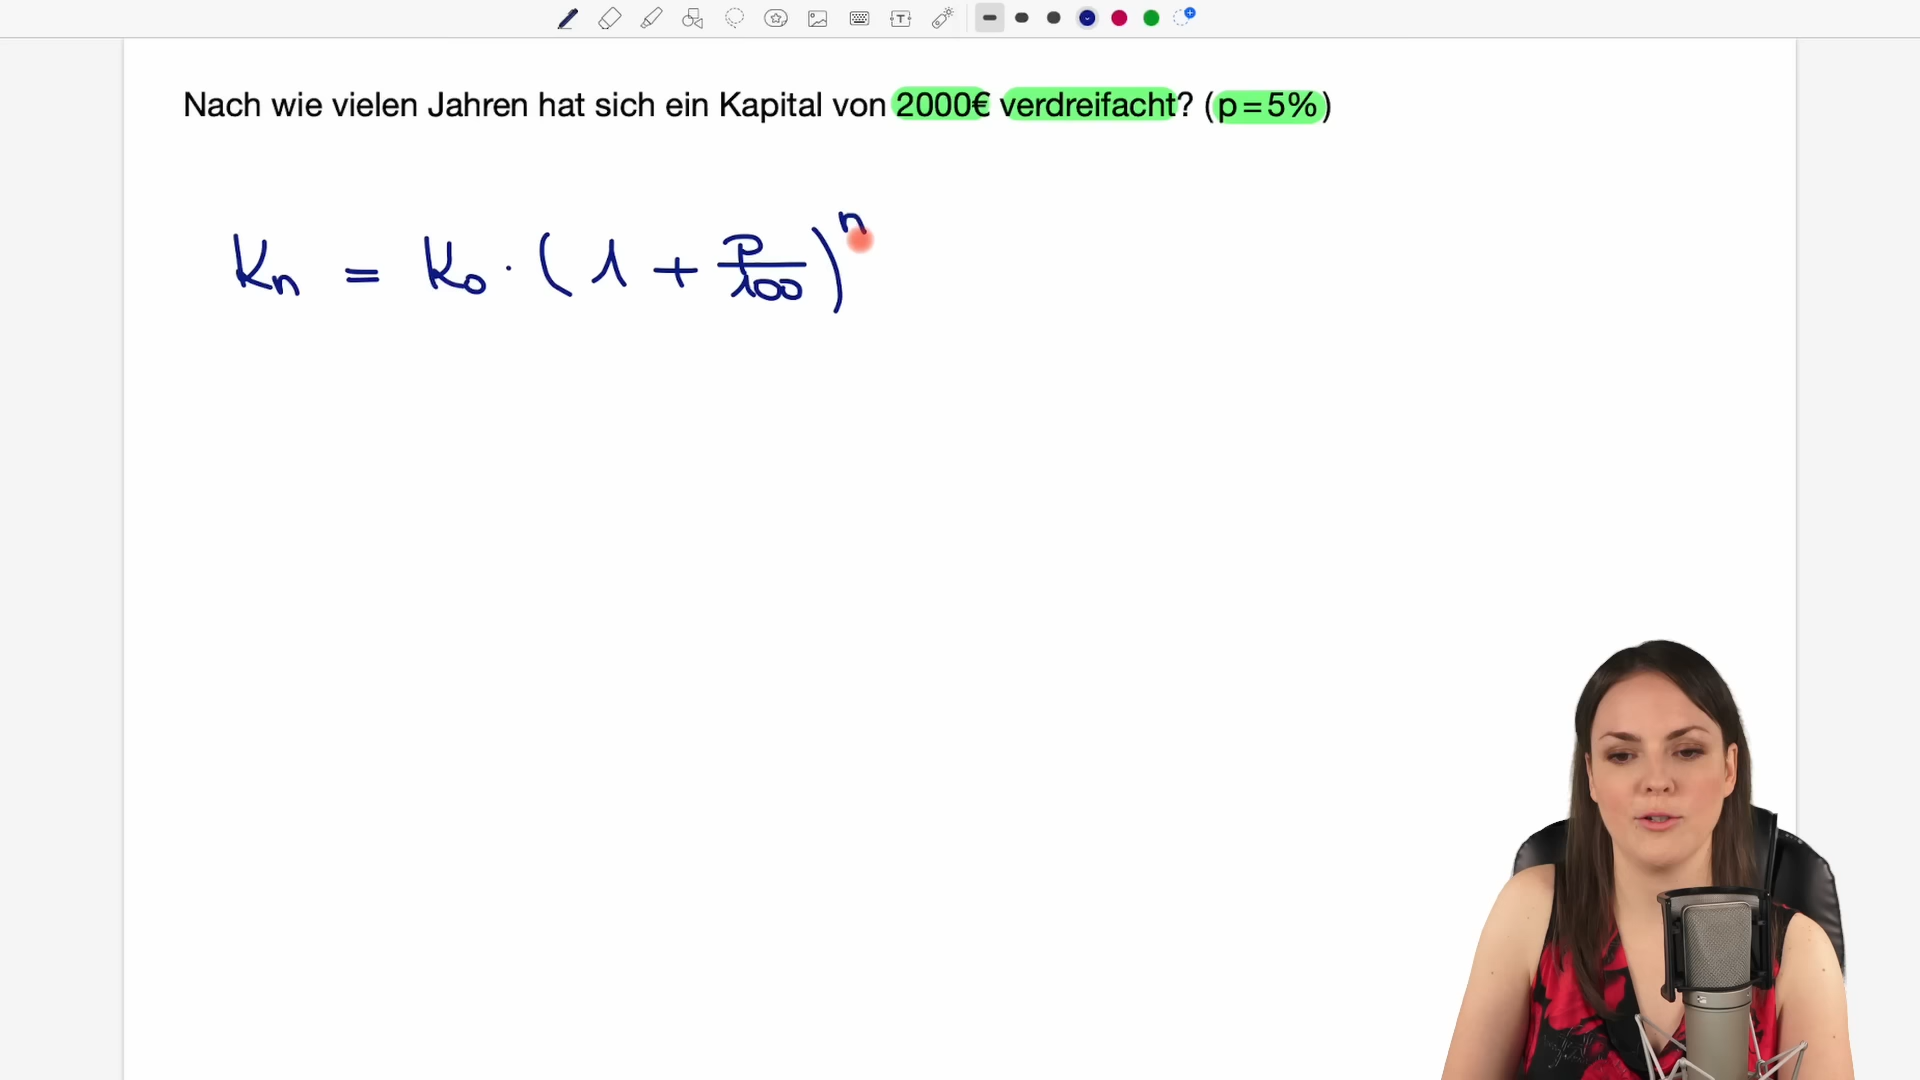 Nach wie vielen Jahren hat sich ein Kapital von 2000€ verdreifacht? (p=5%)
Kn = K0 · (1 + p/100)^n